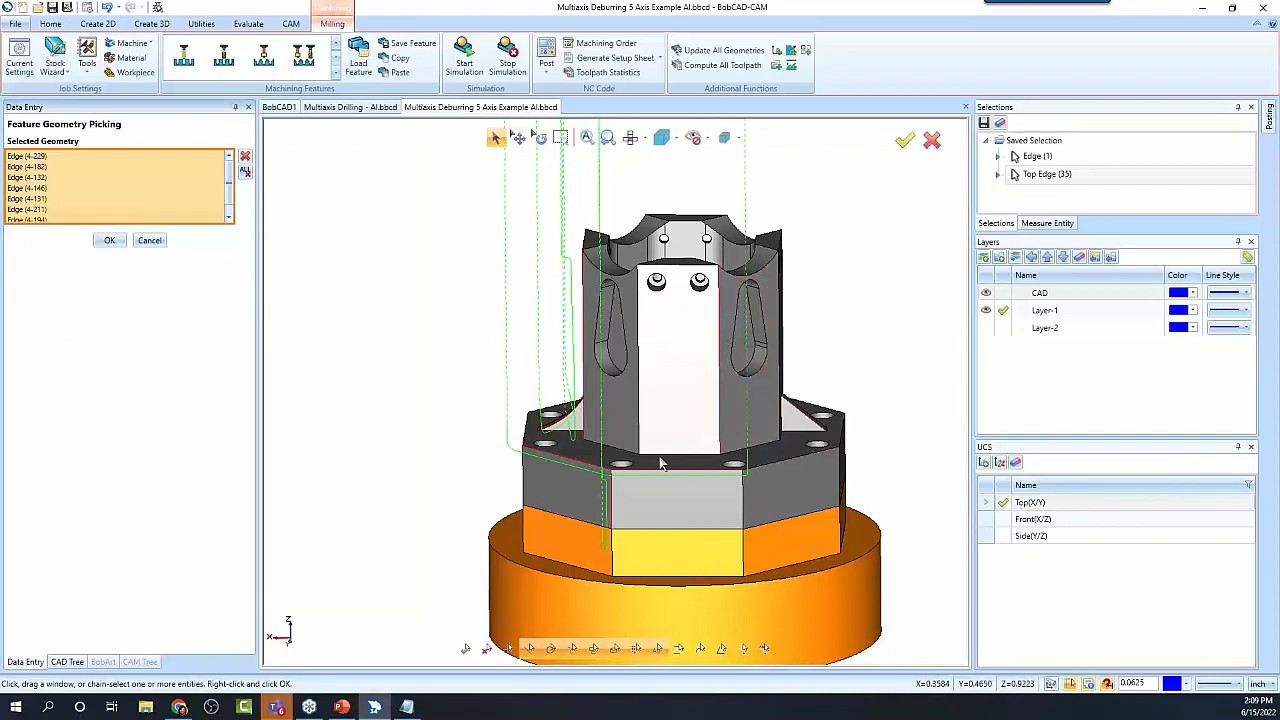 Multiaxis Deburring 5 Axis Example Al.bbcd - BobCAD-CAM
Machining
File Home Create 2D Create 3D Utilities Evaluate CAM Milling
Current Settings
Stock Wizard
Tools
Machine
Material
Workpiece
Job Settings
Load Feature
Save Feature
Copy
Paste
Machining Features
Start Simulation
Stop Simulation
Simulation
Post
Machining Order
Generate Setup Sheet
Toolpath Statistics
NC Code
Update All Geometries
Compute All Toolpath
Additional Functions
Data Entry
Feature Geometry Picking
Selected Geometry
Edge (4-229)
Edge (4-182)
Edge (4-132)
Edge (4-146)
Edge (4-131)
Edge (4-211)
Edge (4-194)
OK Cancel
Data Entry CAD Tree BobArt CAM Tree
BobCAD1 Multiaxis Drilling - Al.bbcd Multiaxis Deburring 5 Axis Example Al.bbcd
Z
X
Selections
Saved Selection
Edge (1)
Top Edge (35)
Selections Measure Entity
Posting
Layers
Name Color Line Style
CAD
Layer-1
Layer-2
UCS
Name
Top(X/Y)
Front(X/Z)
Side(Y/Z)
Click, drag a window, or chain-select one or more entities. Right-click and click OK.
X=0.3584 Y=0.4650 Z=0.9223 0.0625 inch
2:09 PM
6/15/2022